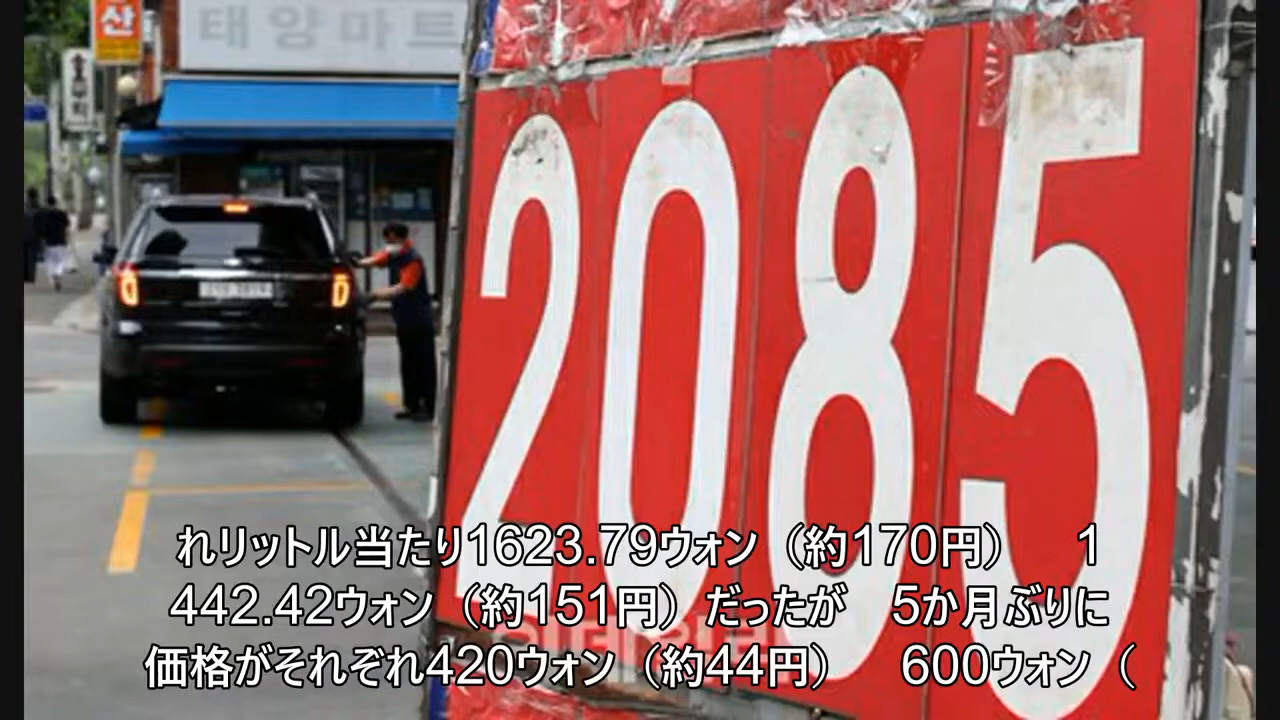 산
태양마트
2085
れリットル当たり1623.79ウォン（約170円）　1
442.42ウォン（約151円）だったが　5か月ぶりに
価格がそれぞれ420ウォン（約44円）　600ウォン（